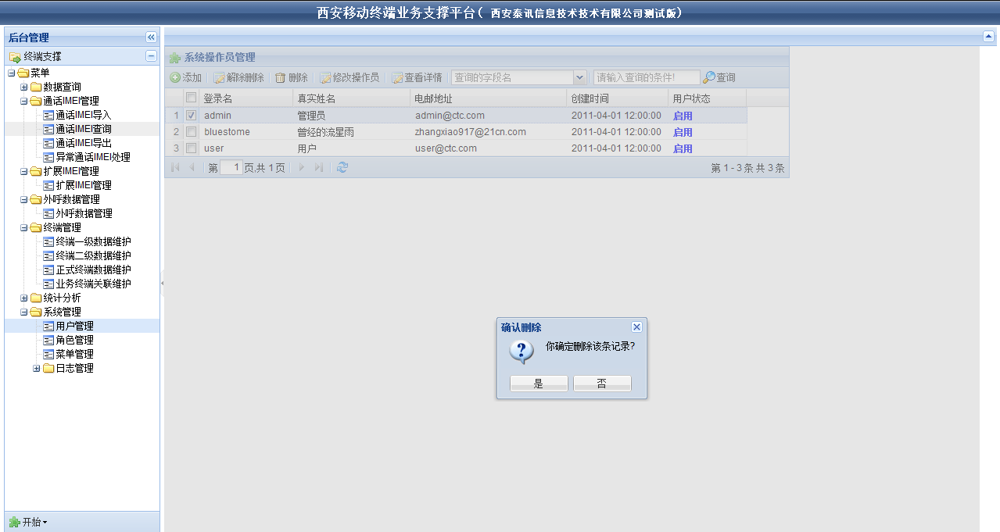 西安移动终端业务支撑平台( 西安秦讯信息技术技术有限公司测试版)
后台管理
终端支撑
菜单
数据查询
通话IMEI管理
通话IMEI导入
通话IMEI查询
通话IMEI导出
异常通话IMEI处理
扩展IMEI管理
扩展IMEI管理
外呼数据管理
外呼数据管理
终端管理
终端一级数据维护
终端二级数据维护
正式终端数据维护
业务终端关联维护
统计分析
系统管理
用户管理
角色管理
菜单管理
日志管理
开始
系统操作员管理
添加 解除删除 删除 修改操作员 查看详情 查询的字段名 请输入查询的条件! 查询
登录名 真实姓名 电邮地址 创建时间 用户状态
1 admin 管理员 admin@ctc.com 2011-04-01 12:00:00 启用
2 bluestome 曾经的流星雨 zhangxiao917@21cn.com 2011-04-01 12:00:00 启用
3 user 用户 user@ctc.com 2011-04-01 12:00:00 启用
第 1 页,共 1 页 第 1 - 3 条 共 3 条
确认删除
你确定删除该条记录?
是 否